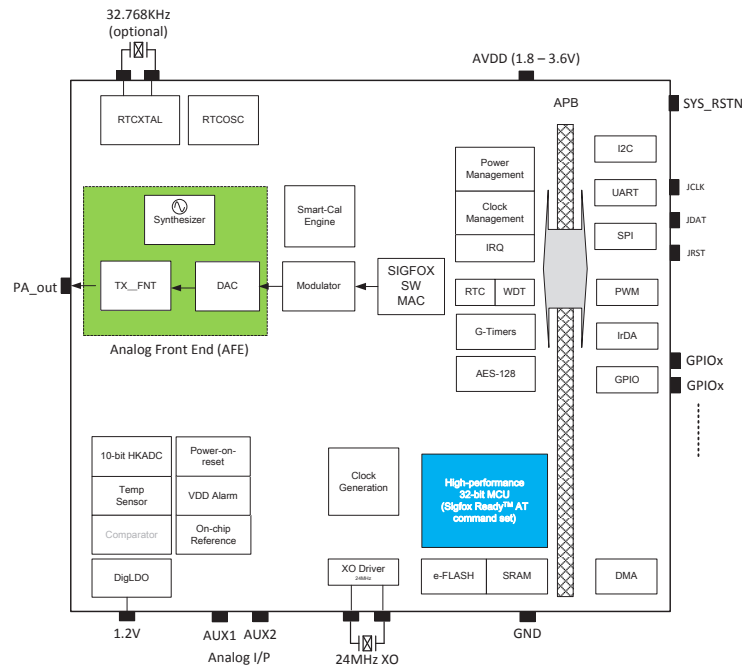 32.768KHz
(optional)
AVDD (1.8 – 3.6V)
APB
SYS_RSTN
RTCXTAL
RTCOSC
I2C
Power
Management
UART
JCLK
Synthesizer
Smart-Cal
Engine
Clock
Management
JDAT
SPI
IRQ
JRST
PA_out
TX__FNT
DAC
Modulator
SIGFOX
SW
MAC
RTC
WDT
PWM
G-Timers
IrDA
Analog Front End (AFE)
GPIOx
AES-128
GPIO
GPIOx
10-bit HKADC
Power-on-
reset
Temp
Sensor
VDD Alarm
Clock
Generation
High-performance
32-bit MCU
(Sigfox Ready™ AT
command set)
Comparator
On-chip
Reference
DigLDO
XO Driver
24MHz
e-FLASH
SRAM
DMA
1.2V
AUX1
AUX2
GND
Analog I/P
24MHz XO